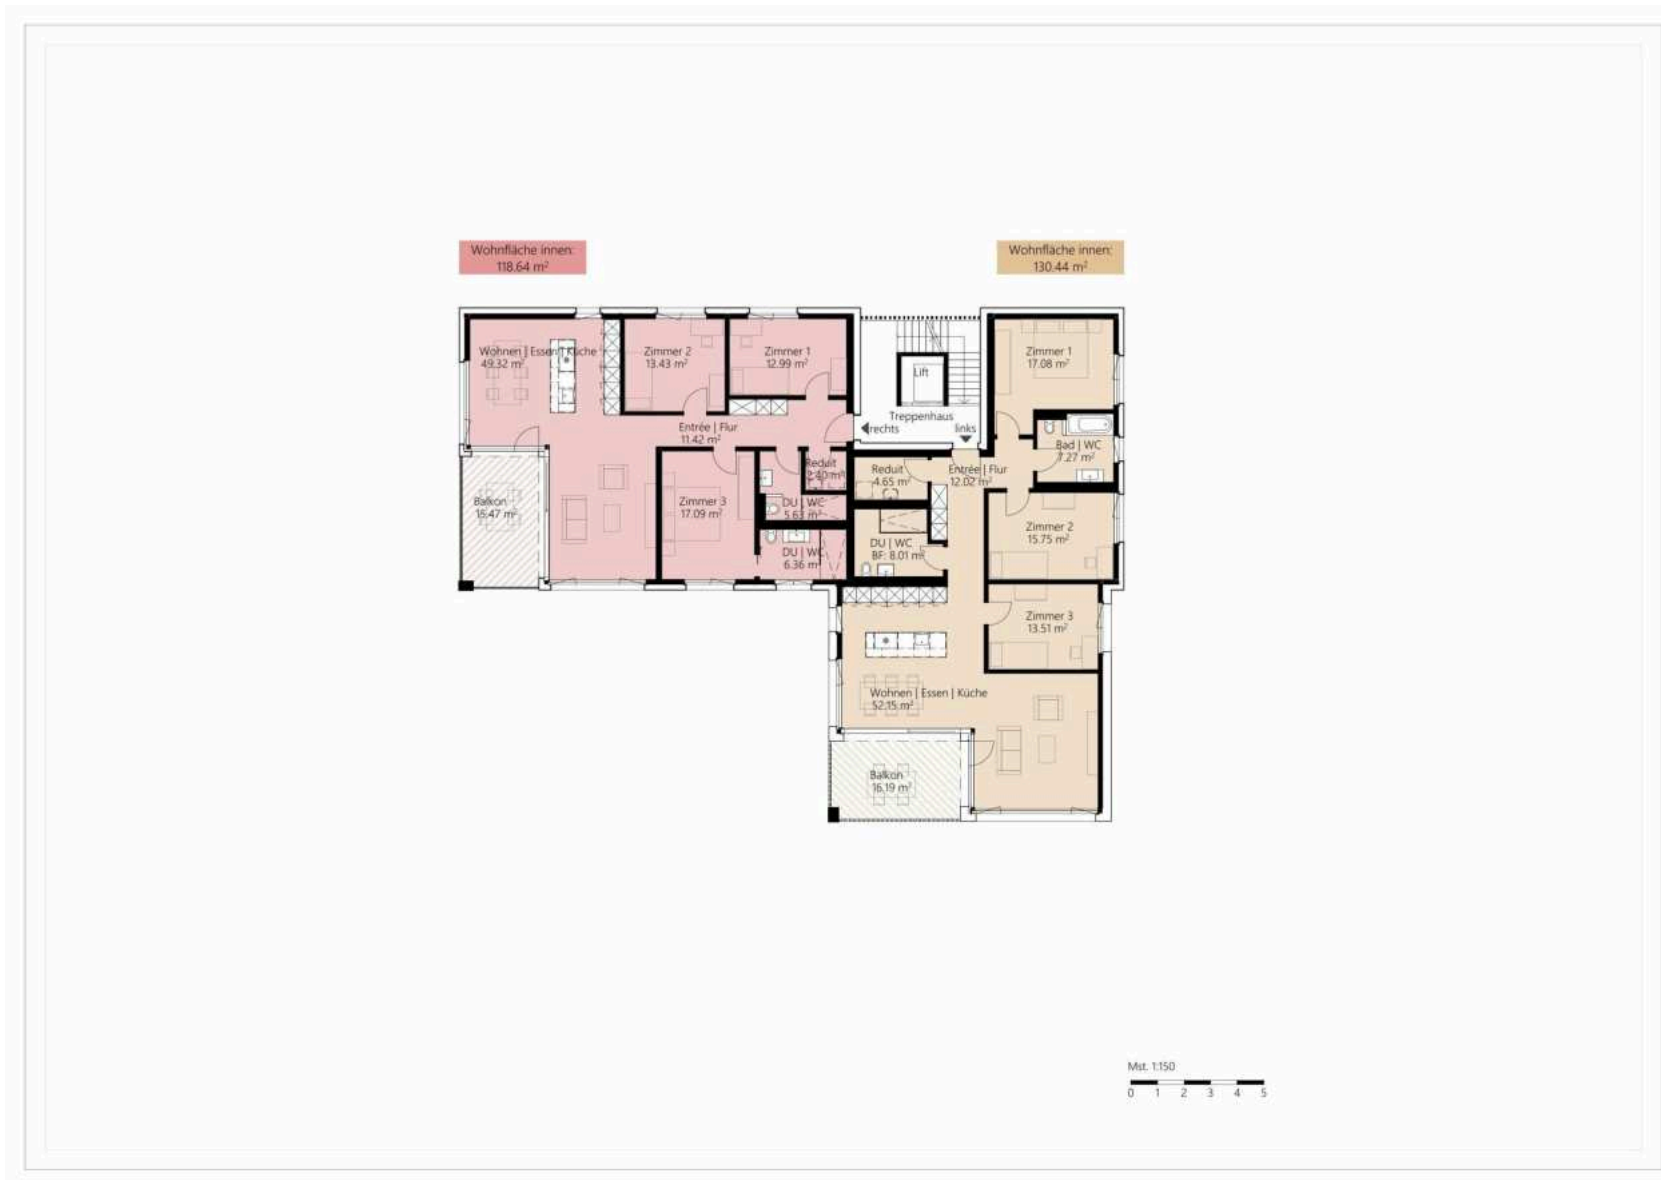 Wohnfläche innen:
118.64 m²
Wohnfläche innen:
130.44 m²
Wohnen | Essen | Küche
49.32 m²
Zimmer 2
13.43 m²
Zimmer 1
12.99 m²
Lift
Zimmer 1
17.08 m²
Treppenhaus
rechts
links
Entrée | Flur
11.42 m²
Bad | WC
7.27 m²
Reduit
2.40 m²
Reduit
4.65 m²
Entrée | Flur
12.02 m²
Balkon
15.47 m²
Zimmer 3
17.09 m²
DU | WC
5.63 m²
Zimmer 2
15.75 m²
DU | WC
6.36 m²
DU | WC
BF: 8.01 m²
Zimmer 3
13.51 m²
Wohnen | Essen | Küche
52.15 m²
Balkon
16.19 m²
Mst. 1:150
0 1 2 3 4 5